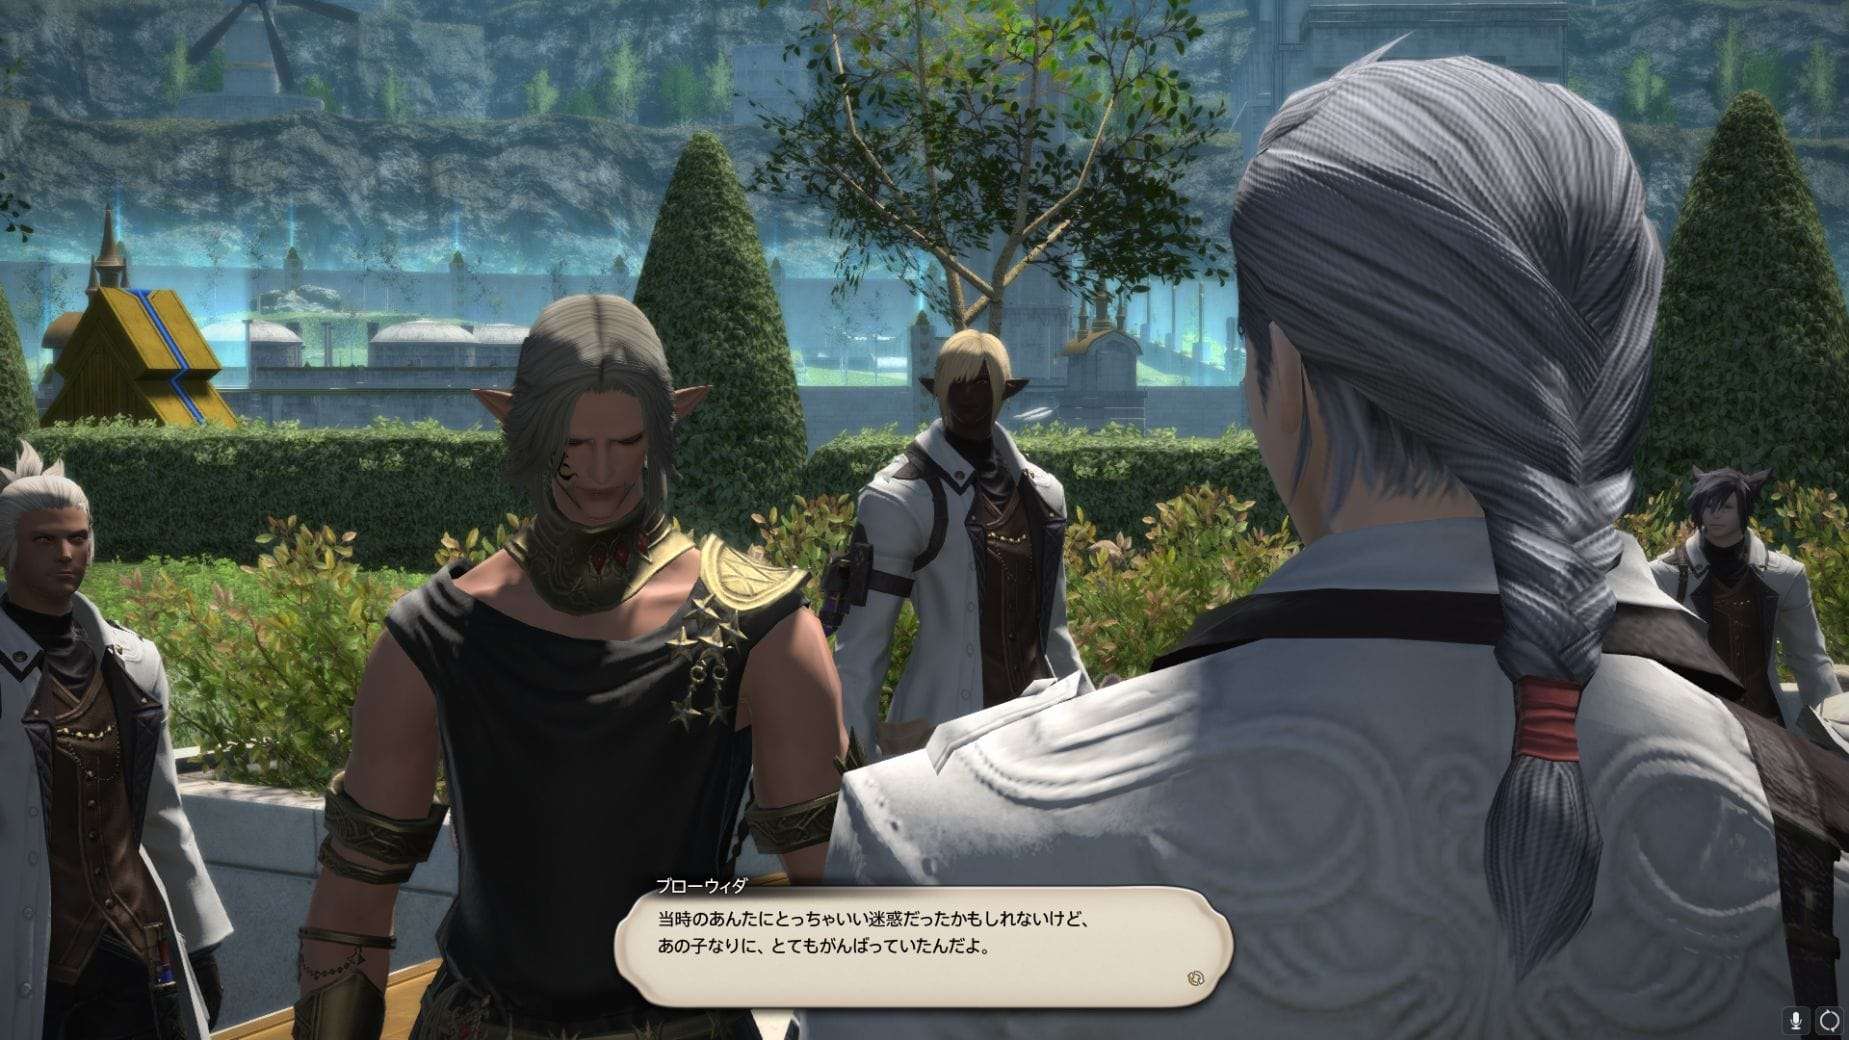 ブローウィダ
当時のあんたにとっちゃいい迷惑だったかもしれないけど、
あの子なりに、とてもがんばっていたんだよ。